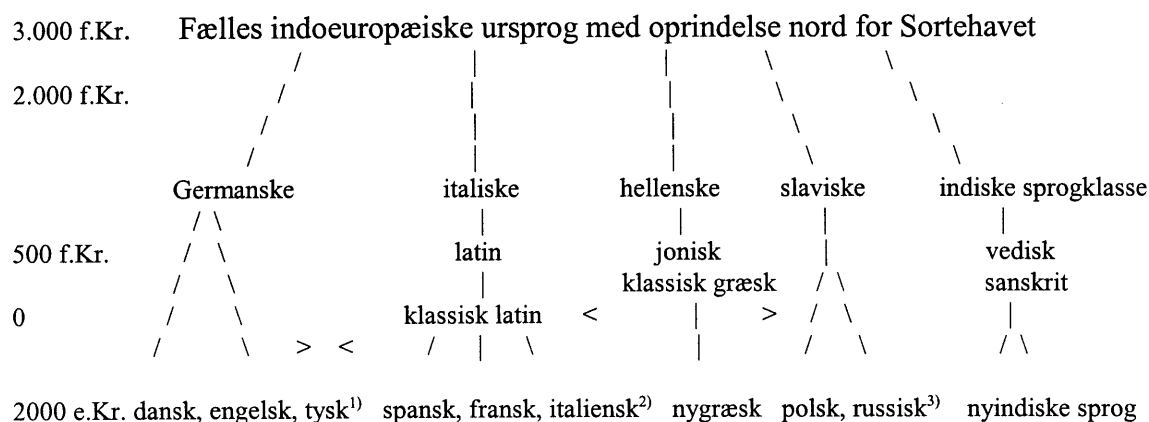 3.000 f.Kr. Fælles indoeuropæiske ursprog med oprindelse nord for Sortehavet
2.000 f.Kr.
Germanske italiske hellenske slaviske indiske sprogklasse
500 f.Kr. latin jonisk vedisk
klassisk græsk sanskrit
0 klassisk latin < >
> <
2000 e.Kr. dansk, engelsk, tysk1) spansk, fransk, italiensk2) nygræsk polsk, russisk3) nyindiske sprog